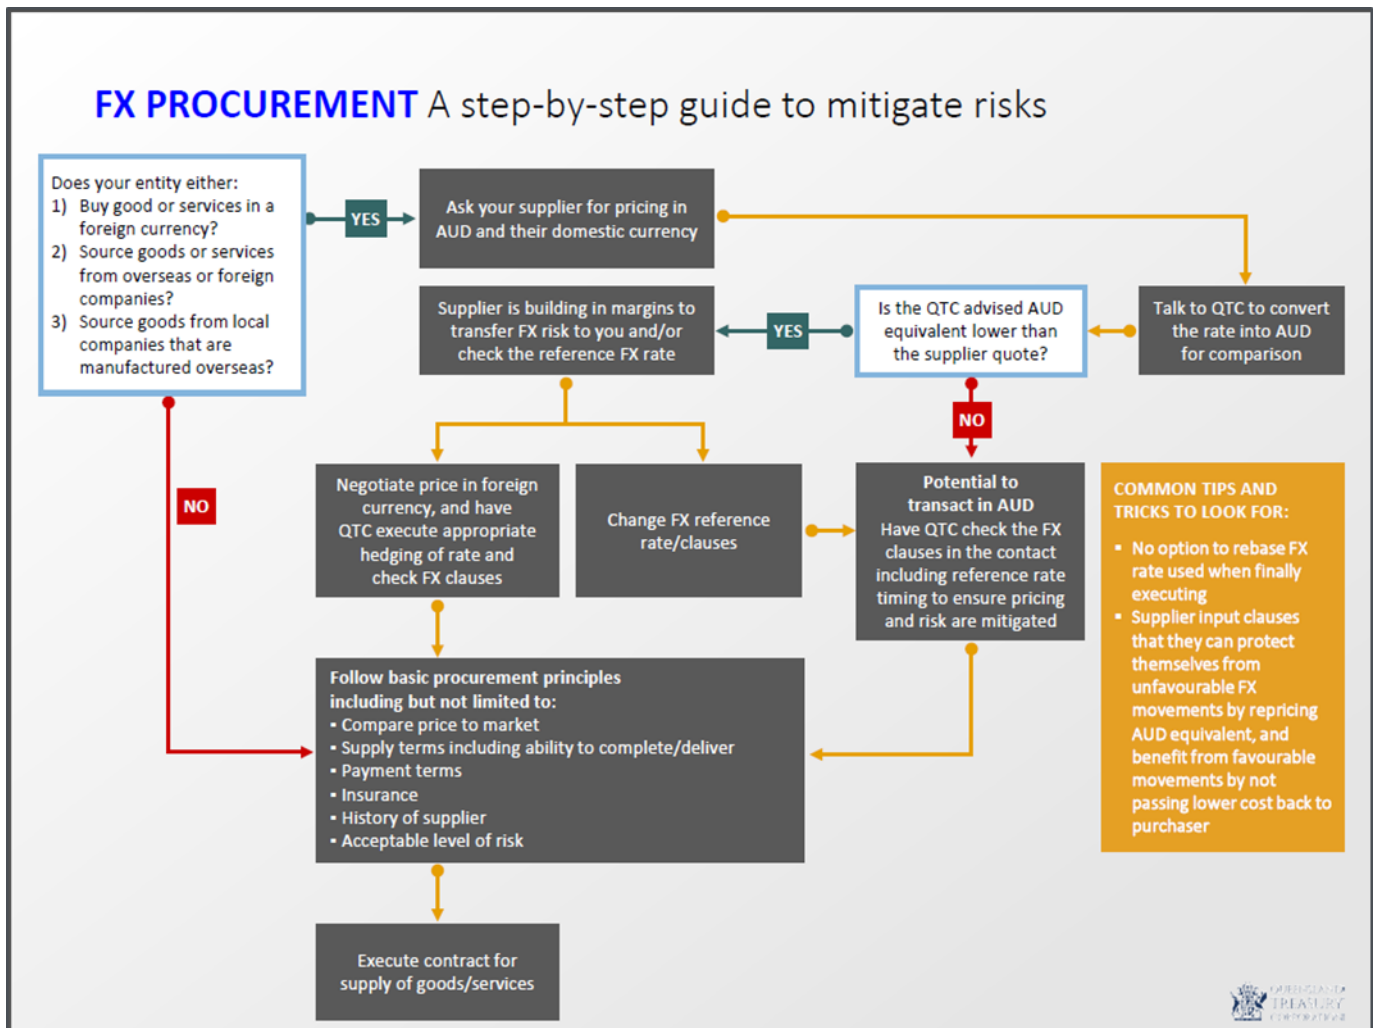 FX PROCUREMENT A step-by-step guide to mitigate risks
Does your entity either:
1) Buy good or services in a
foreign currency?
2) Source goods or services
from overseas or foreign
companies?
3) Source goods from local
companies that are
manufactured overseas?
YES
Ask your supplier for pricing in
AUD and their domestic currency
Supplier is building in margins to
transfer FX risk to you and/or
check the reference FX rate
YES
Is the QTC advised AUD
equivalent lower than
the supplier quote?
Talk to QTC to convert
the rate into AUD
for comparison
NO
NO
Negotiate price in foreign
currency, and have
QTC execute appropriate
hedging of rate and
check FX clauses
Change FX reference
rate/clauses
Potential to
transact in AUD
Have QTC check the FX
clauses in the contact
including reference rate
timing to ensure pricing
and risk are mitigated
COMMON TIPS AND
TRICKS TO LOOK FOR:
▪ No option to rebase FX
rate used when finally
executing
▪ Supplier input clauses
that they can protect
themselves from
unfavourable FX
movements by repricing
AUD equivalent, and
benefit from favourable
movements by not
passing lower cost back to
purchaser
Follow basic procurement principles
including but not limited to:
▪ Compare price to market
▪ Supply terms including ability to complete/deliver
▪ Payment terms
▪ Insurance
▪ History of supplier
▪ Acceptable level of risk
Execute contract for
supply of goods/services
QUEENSLAND
TREASURY
CORPORATION